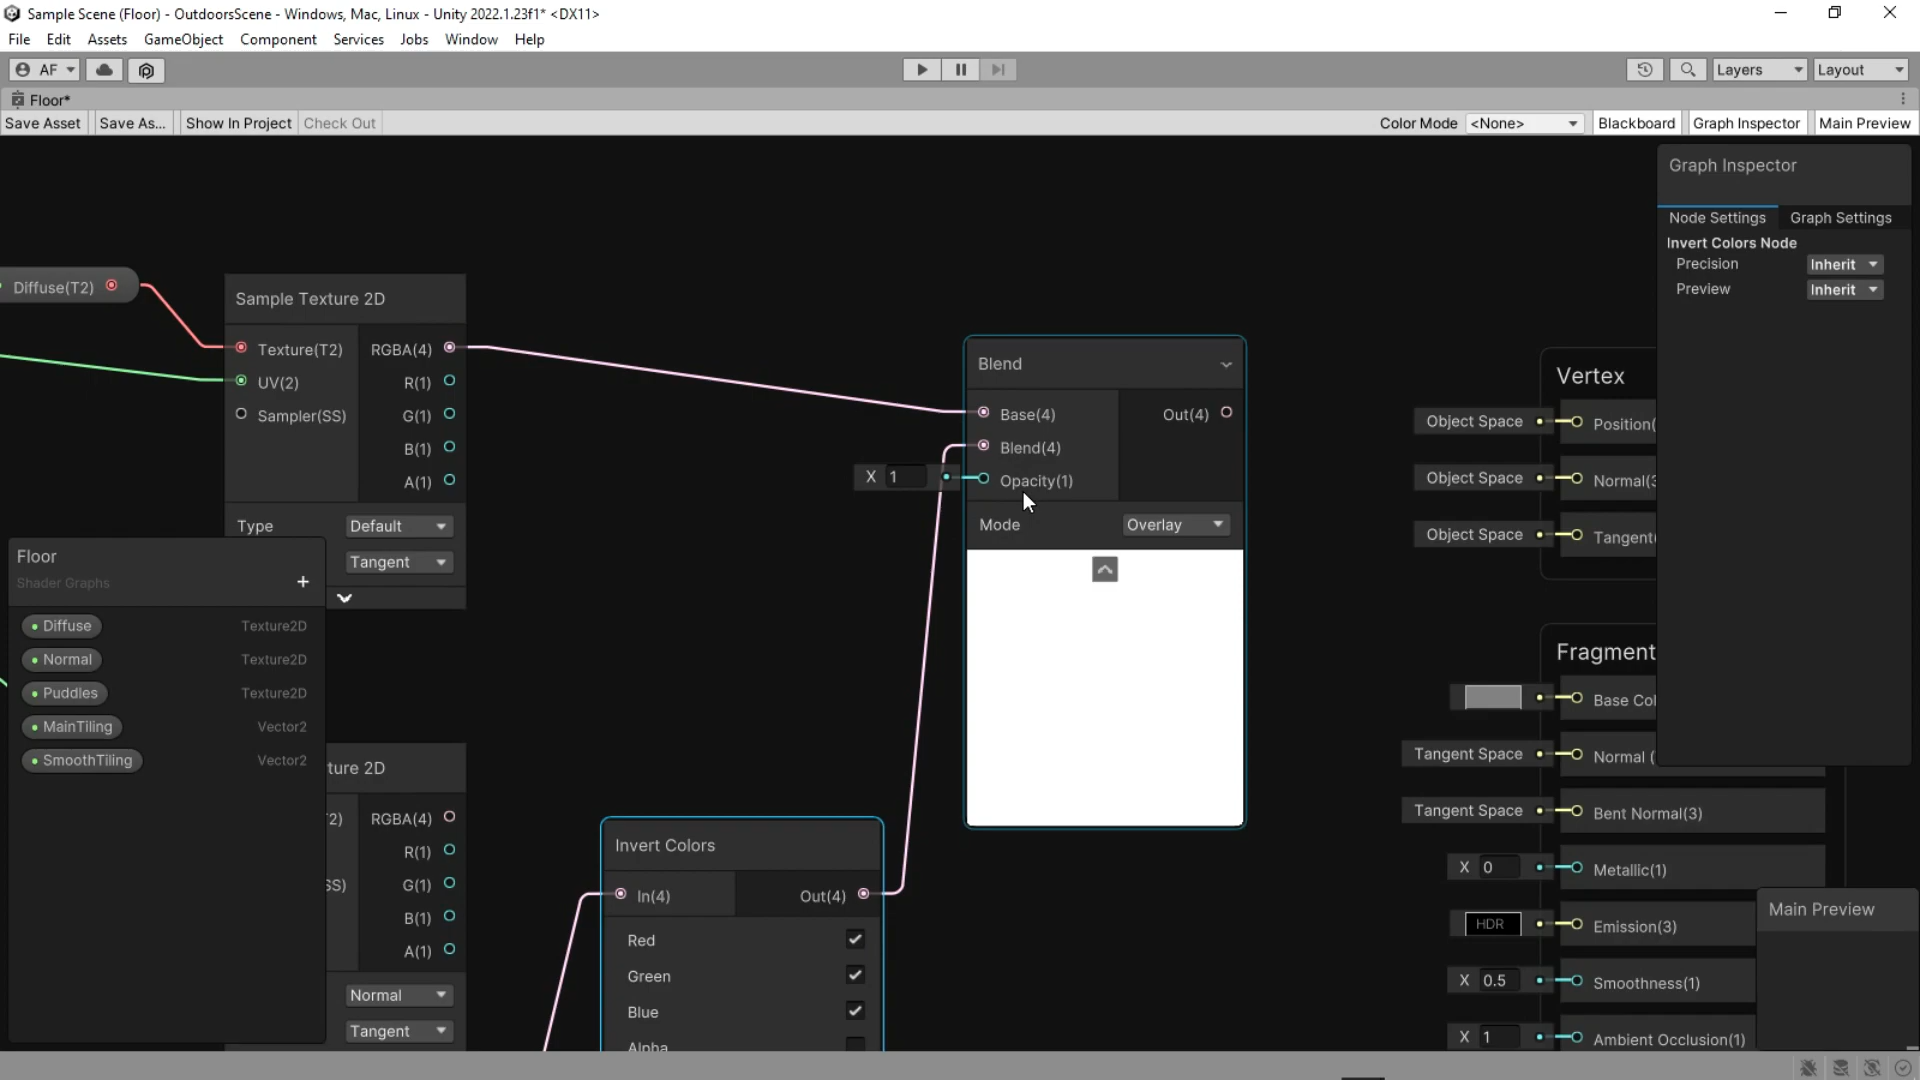 Sample Scene (Floor) - OutdoorsScene - Windows, Mac, Linux - Unity 2022.1.23f1* <DX11>
File Edit Assets GameObject Component Services Jobs Window Help
AF Layers Layout
Floor*
Save Asset Save As... Show In Project Check Out Color Mode <None> Blackboard Graph Inspector Main Preview
Graph Inspector
Node Settings Graph Settings
Invert Colors Node
Precision Inherit
Preview Inherit
Diffuse(T2)
Sample Texture 2D
Texture(T2) RGBA(4)
UV(2) R(1)
Sampler(SS) G(1)
B(1)
A(1)
Type Default
Tangent
Blend
Base(4) Out(4)
Blend(4)
X 1 Opacity(1)
Mode Overlay
Vertex
Object Space Position(
Object Space Normal(3
Object Space Tangent(
Floor
Shader Graphs +
Diffuse Texture2D
Normal Texture2D
Puddles Texture2D
MainTiling Vector2
SmoothTiling Vector2
ture 2D
2) RGBA(4)
R(1)
SS) G(1)
B(1)
A(1)
Normal
Tangent
Invert Colors
In(4) Out(4)
Red
Green
Blue
Alpha
Fragment
Base Col
Tangent Space Normal (
Tangent Space Bent Normal(3)
X 0 Metallic(1)
HDR Emission(3)
X 0.5 Smoothness(1)
X 1 Ambient Occlusion(1)
Main Preview